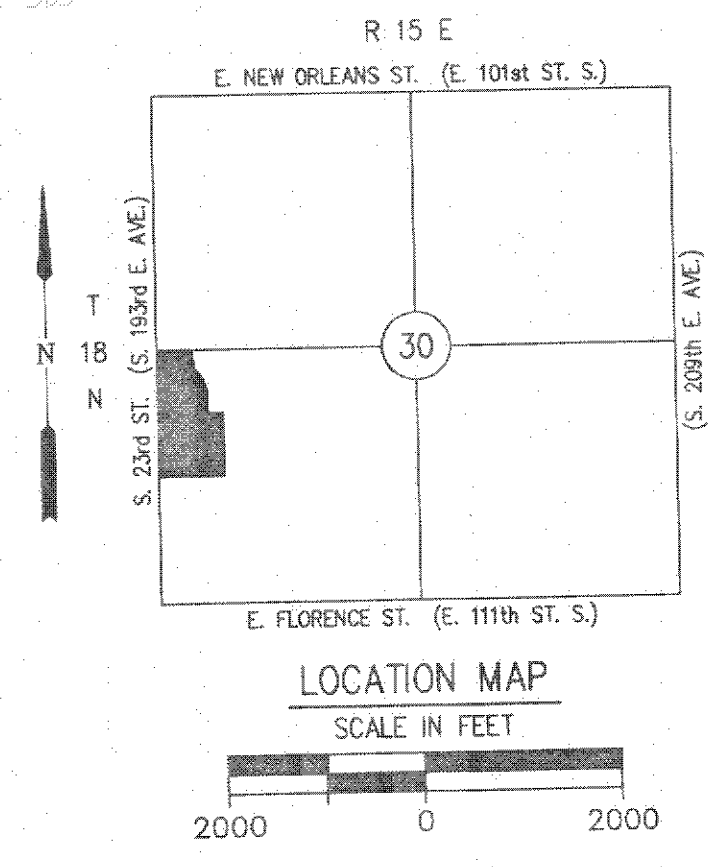 R 15 E
E. NEW ORLEANS ST. (E. 101st ST. S.)
S. 23rd ST. (S. 193rd E. AVE.)
T
18
N
N
30
(S. 209th E. AVE.)
E. FLORENCE ST. (E. 111th ST. S.)
LOCATION MAP
SCALE IN FEET
2000 0 2000